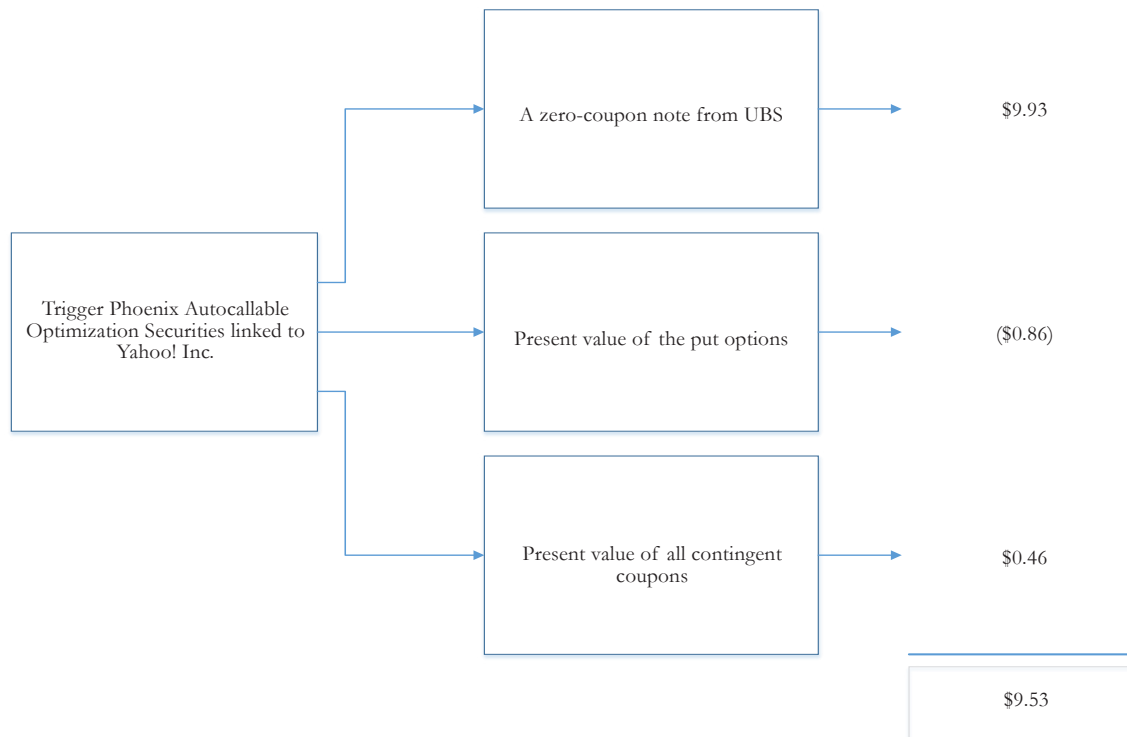 A zero-coupon note from UBS
$9.93
Trigger Phoenix Autocallable
Optimization Securities linked to
Yahoo! Inc.
Present value of the put options
($0.86)
Present value of all contingent
coupons
$0.46
$9.53